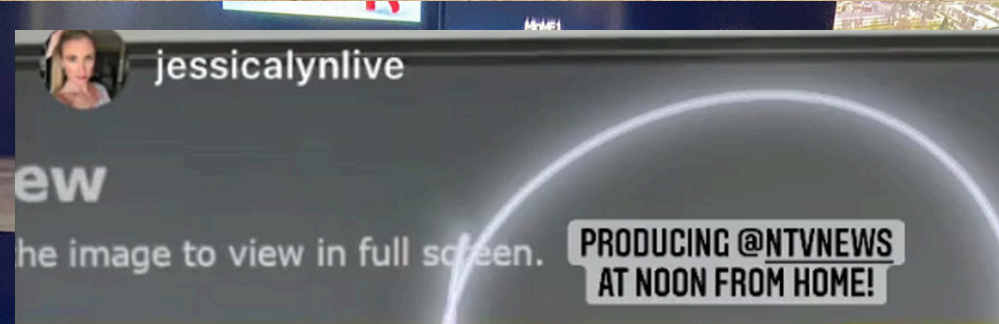 jessicalynlive
ew
he image to view in full screen.
PRODUCING @NTVNEWS
AT NOON FROM HOME!